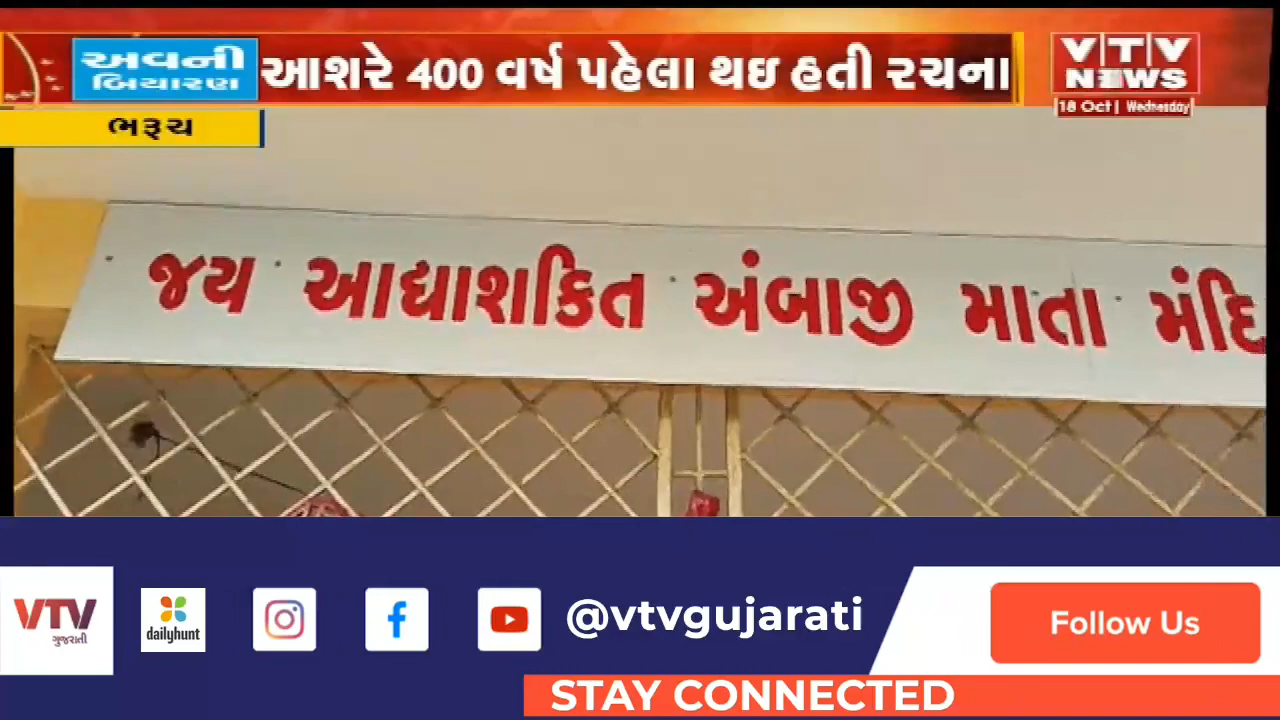 અવની
બિચારણ
આશરે 400 વર્ષ પહેલા થઇ હતી રચના
VTV
NEWS
18 Oct | Wednesday
ભરૂચ
જય આદ્યાશકિત અંબાજી માતા મંદિ
VTV
ગુજરાતી
dailyhunt
@vtvgujarati
Follow Us
STAY CONNECTED